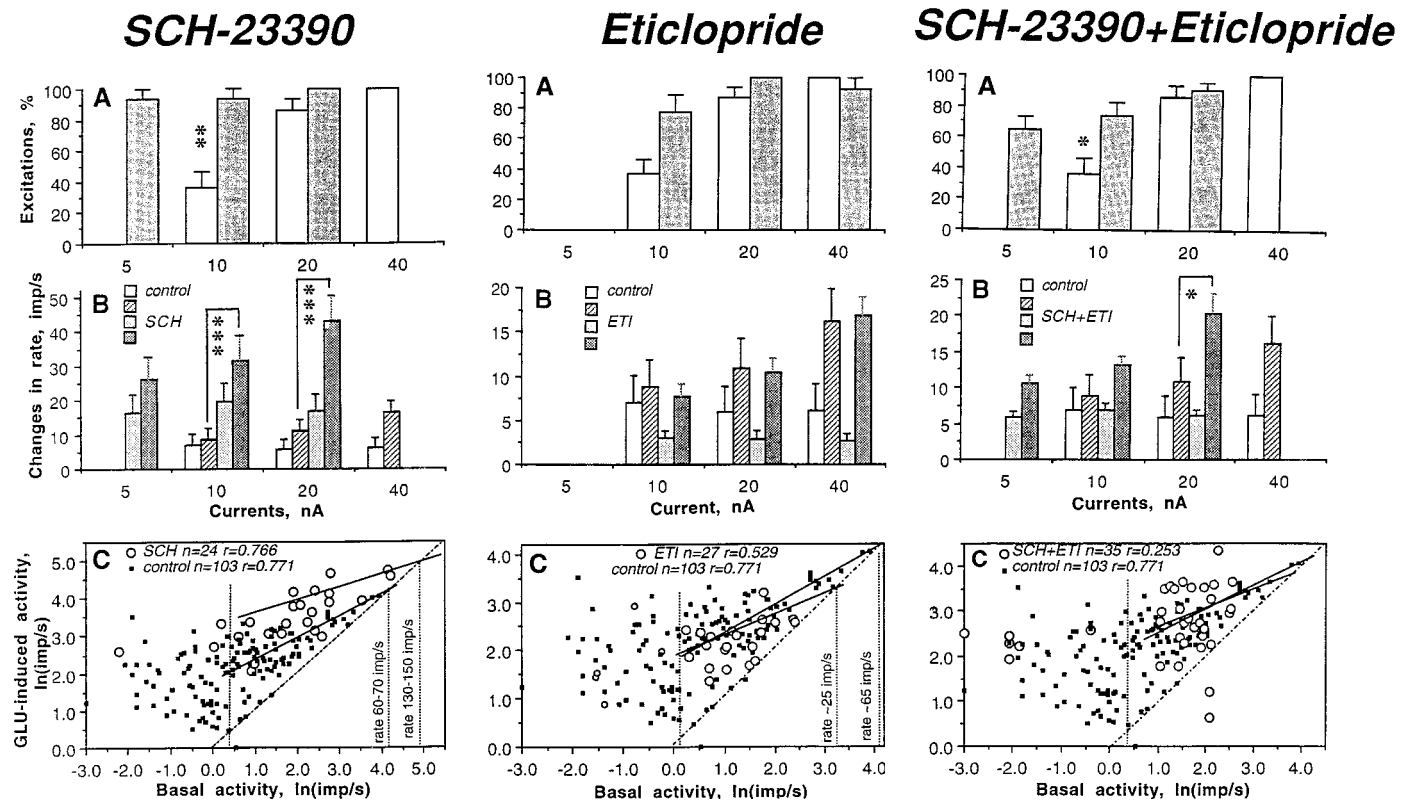 SCH-23390 Eticlopride SCH-23390+Eticlopride
A
Excitations, %
100
80
60
40
20
0
**
5 10 20 40
B
Changes in rate, imp/s
50
40
30
20
10
0
control
SCH
***
***
5 10 20 40
Currents, nA
C
GLU-induced activity,
ln(imp/s)
5.0
4.0
3.0
2.0
1.0
0.0
SCH n=24 r=0.766
control n=103 r=0.771
rate 60-70 imp/s
rate 130-150 imp/s
-3.0 -2.0 -1.0 0.0 1.0 2.0 3.0 4.0 5.0
Basal activity, ln(imp/s)
A
100
80
60
40
20
0
5 10 20 40
B
20
15
10
5
0
control
ETI
5 10 20 40
Currents, nA
C
4.0
3.0
2.0
1.0
0.0
ETI n=27 r=0.529
control n=103 r=0.771
rate ~25 imp/s
rate ~65 imp/s
-3.0 -2.0 -1.0 0.0 1.0 2.0 3.0 4.0
Basal activity, ln(imp/s)
A
100
80
60
40
20
0
*
5 10 20 40
B
25
20
15
10
5
0
control
SCH+ETI
*
5 10 20 40
Currents, nA
C
4.0
3.0
2.0
1.0
0.0
SCH+ETI n=35 r=0.253
control n=103 r=0.771
-3.0 -2.0 -1.0 0.0 1.0 2.0 3.0 4.0
Basal activity, ln(imp/s)